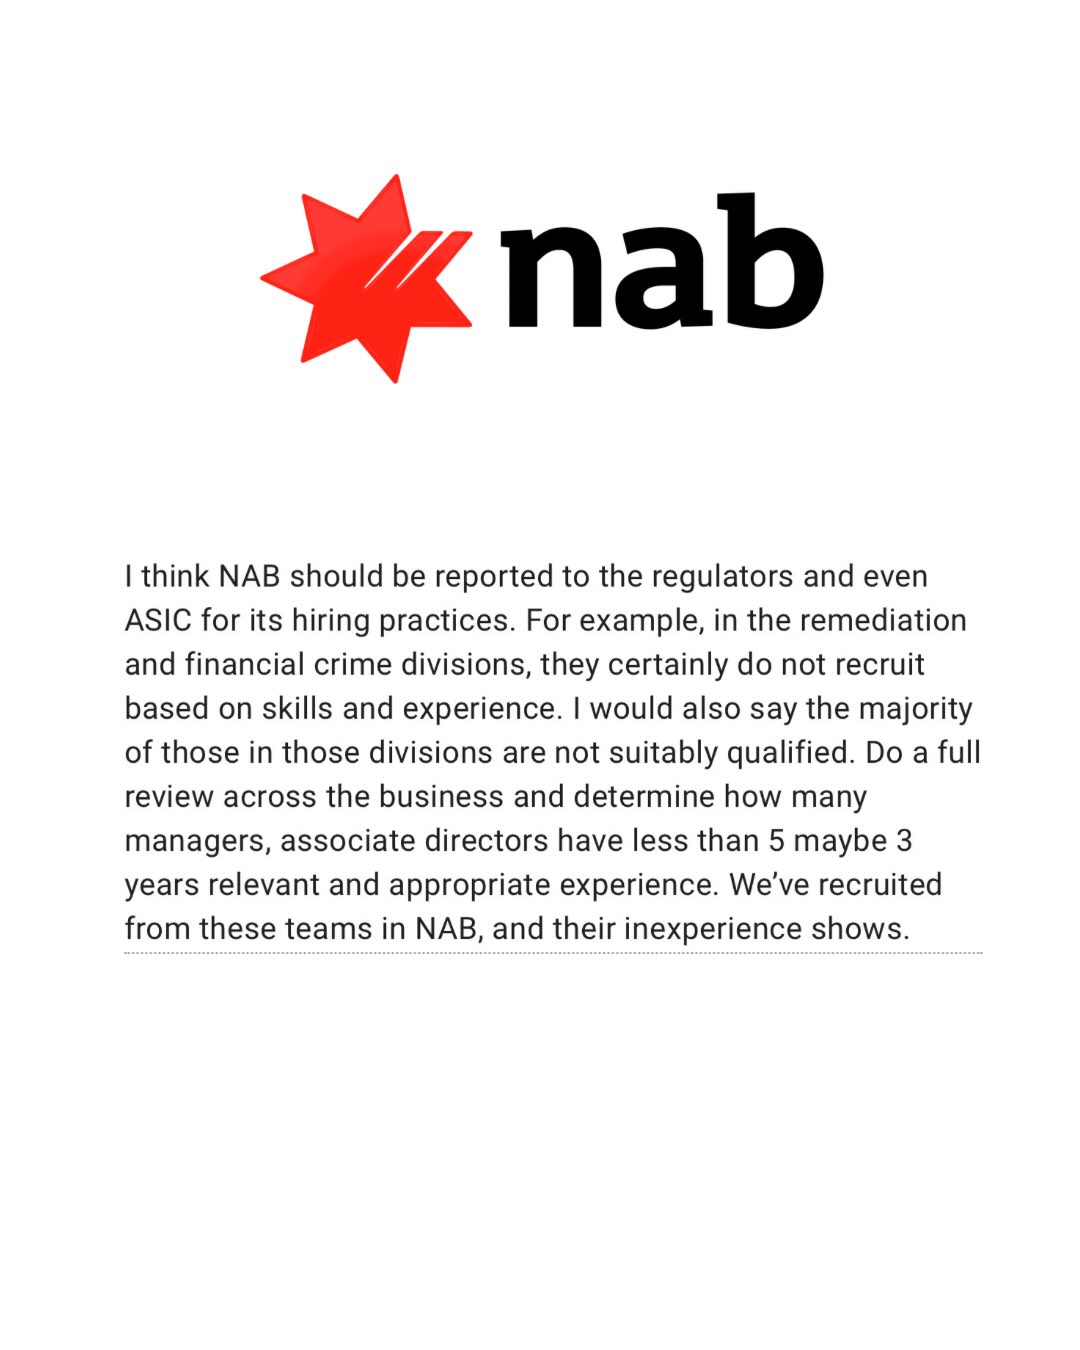 nab
I think NAB should be reported to the regulators and even
ASIC for its hiring practices. For example, in the remediation
and financial crime divisions, they certainly do not recruit
based on skills and experience. I would also say the majority
of those in those divisions are not suitably qualified. Do a full
review across the business and determine how many
managers, associate directors have less than 5 maybe 3
years relevant and appropriate experience. We’ve recruited
from these teams in NAB, and their inexperience shows.